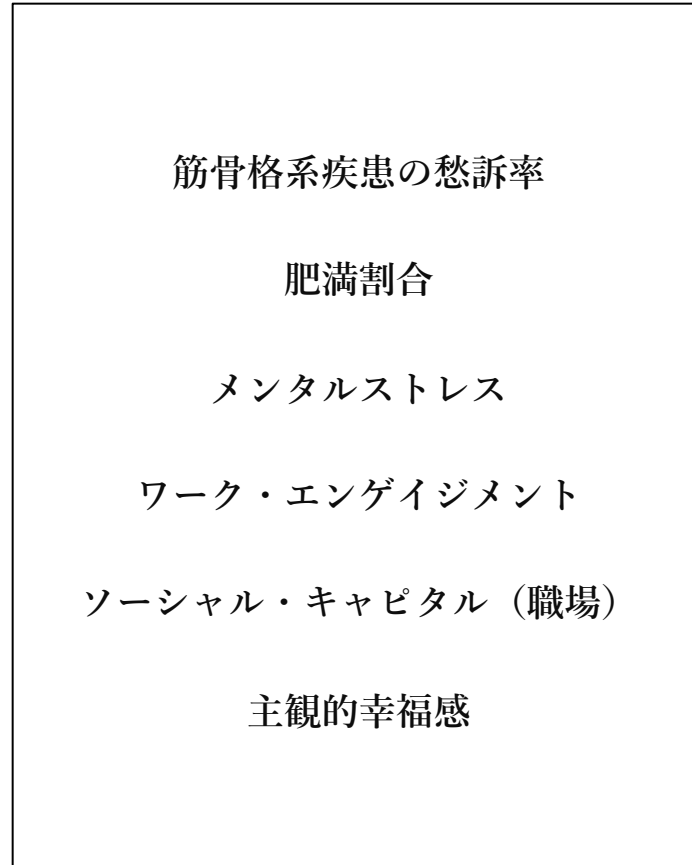 筋骨格系疾患の愁訴率
肥満割合
メンタルストレス
ワーク・エンゲイジメント
ソーシャル・キャピタル（職場）
主観的幸福感